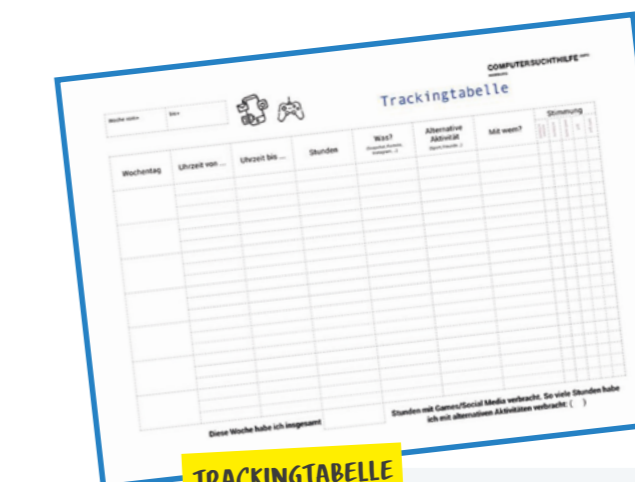 COMPUTERSUCHTHILFE
Trackingtabelle
Woche vom: bis:
Stimmung
Wochentag Uhrzeit von ... Uhrzeit bis ... Stunden Was? Alternative Aktivität Mit wem?
Diese Woche habe ich insgesamt Stunden mit Games/Social Media verbracht. So viele Stunden habe
ich mit alternativen Aktivitäten verbracht: ( )
TRACKINGTABELLE